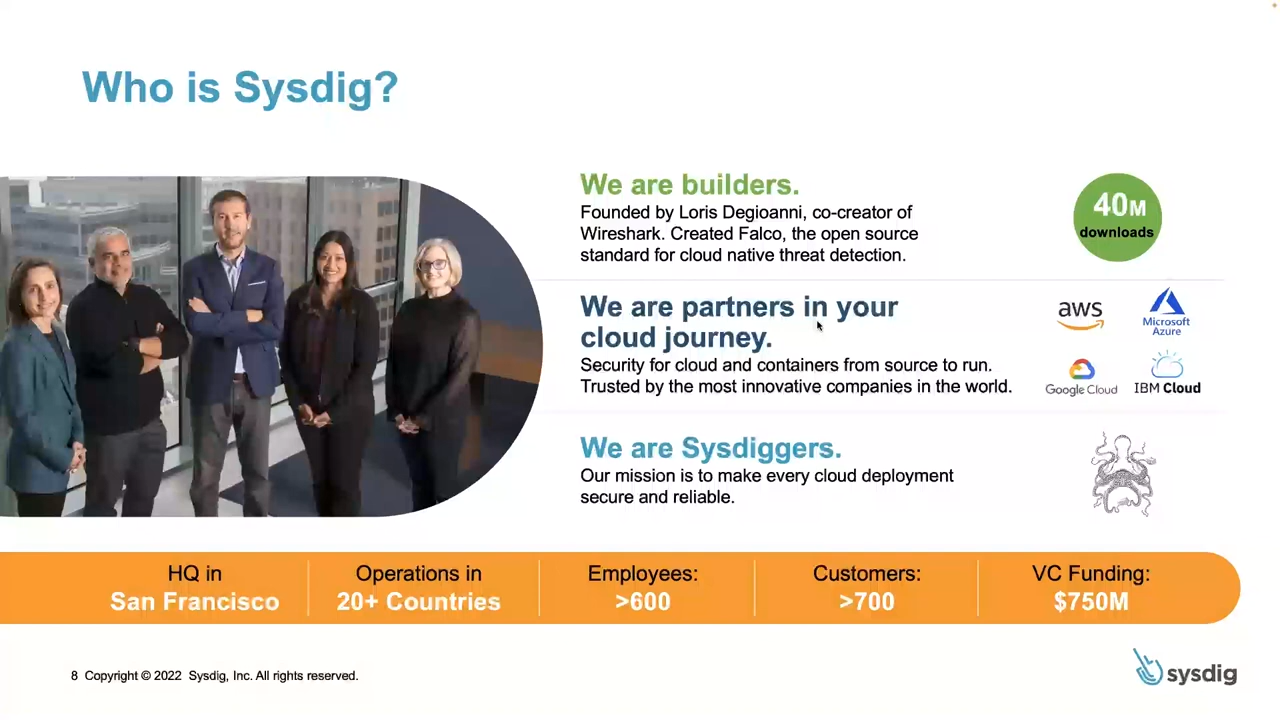 Who is Sysdig?
We are builders.
Founded by Loris Degioanni, co-creator of
Wireshark. Created Falco, the open source
standard for cloud native threat detection.
40M
downloads
We are partners in your
cloud journey.
Security for cloud and containers from source to run.
Trusted by the most innovative companies in the world.
aws
Microsoft
Azure
Google Cloud
IBM Cloud
We are Sysdiggers.
Our mission is to make every cloud deployment
secure and reliable.
HQ in
San Francisco
Operations in
20+ Countries
Employees:
>600
Customers:
>700
VC Funding:
$750M
8 Copyright © 2022 Sysdig, Inc. All rights reserved.
sysdig